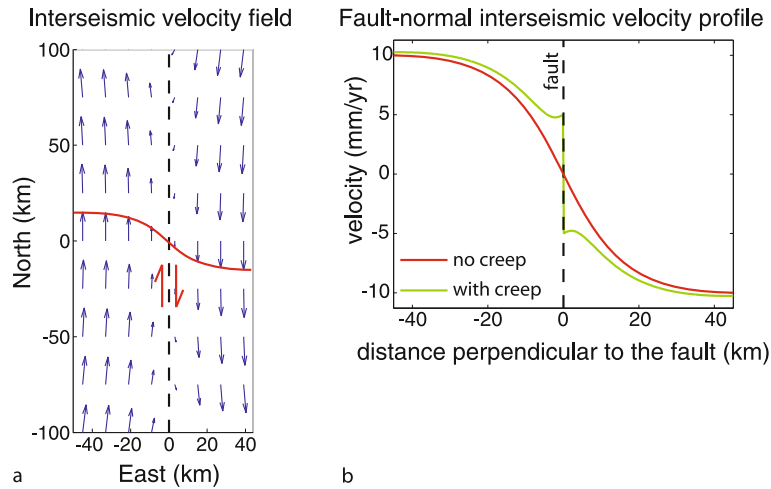 Interseismic velocity field
100
50
0
-50
-100
North (km)
-40
-20
0
20
40
East (km)
a
Fault-normal interseismic velocity profile
10
5
0
-5
-10
velocity (mm/yr)
fault
no creep
with creep
-40
-20
0
20
40
distance perpendicular to the fault (km)
b